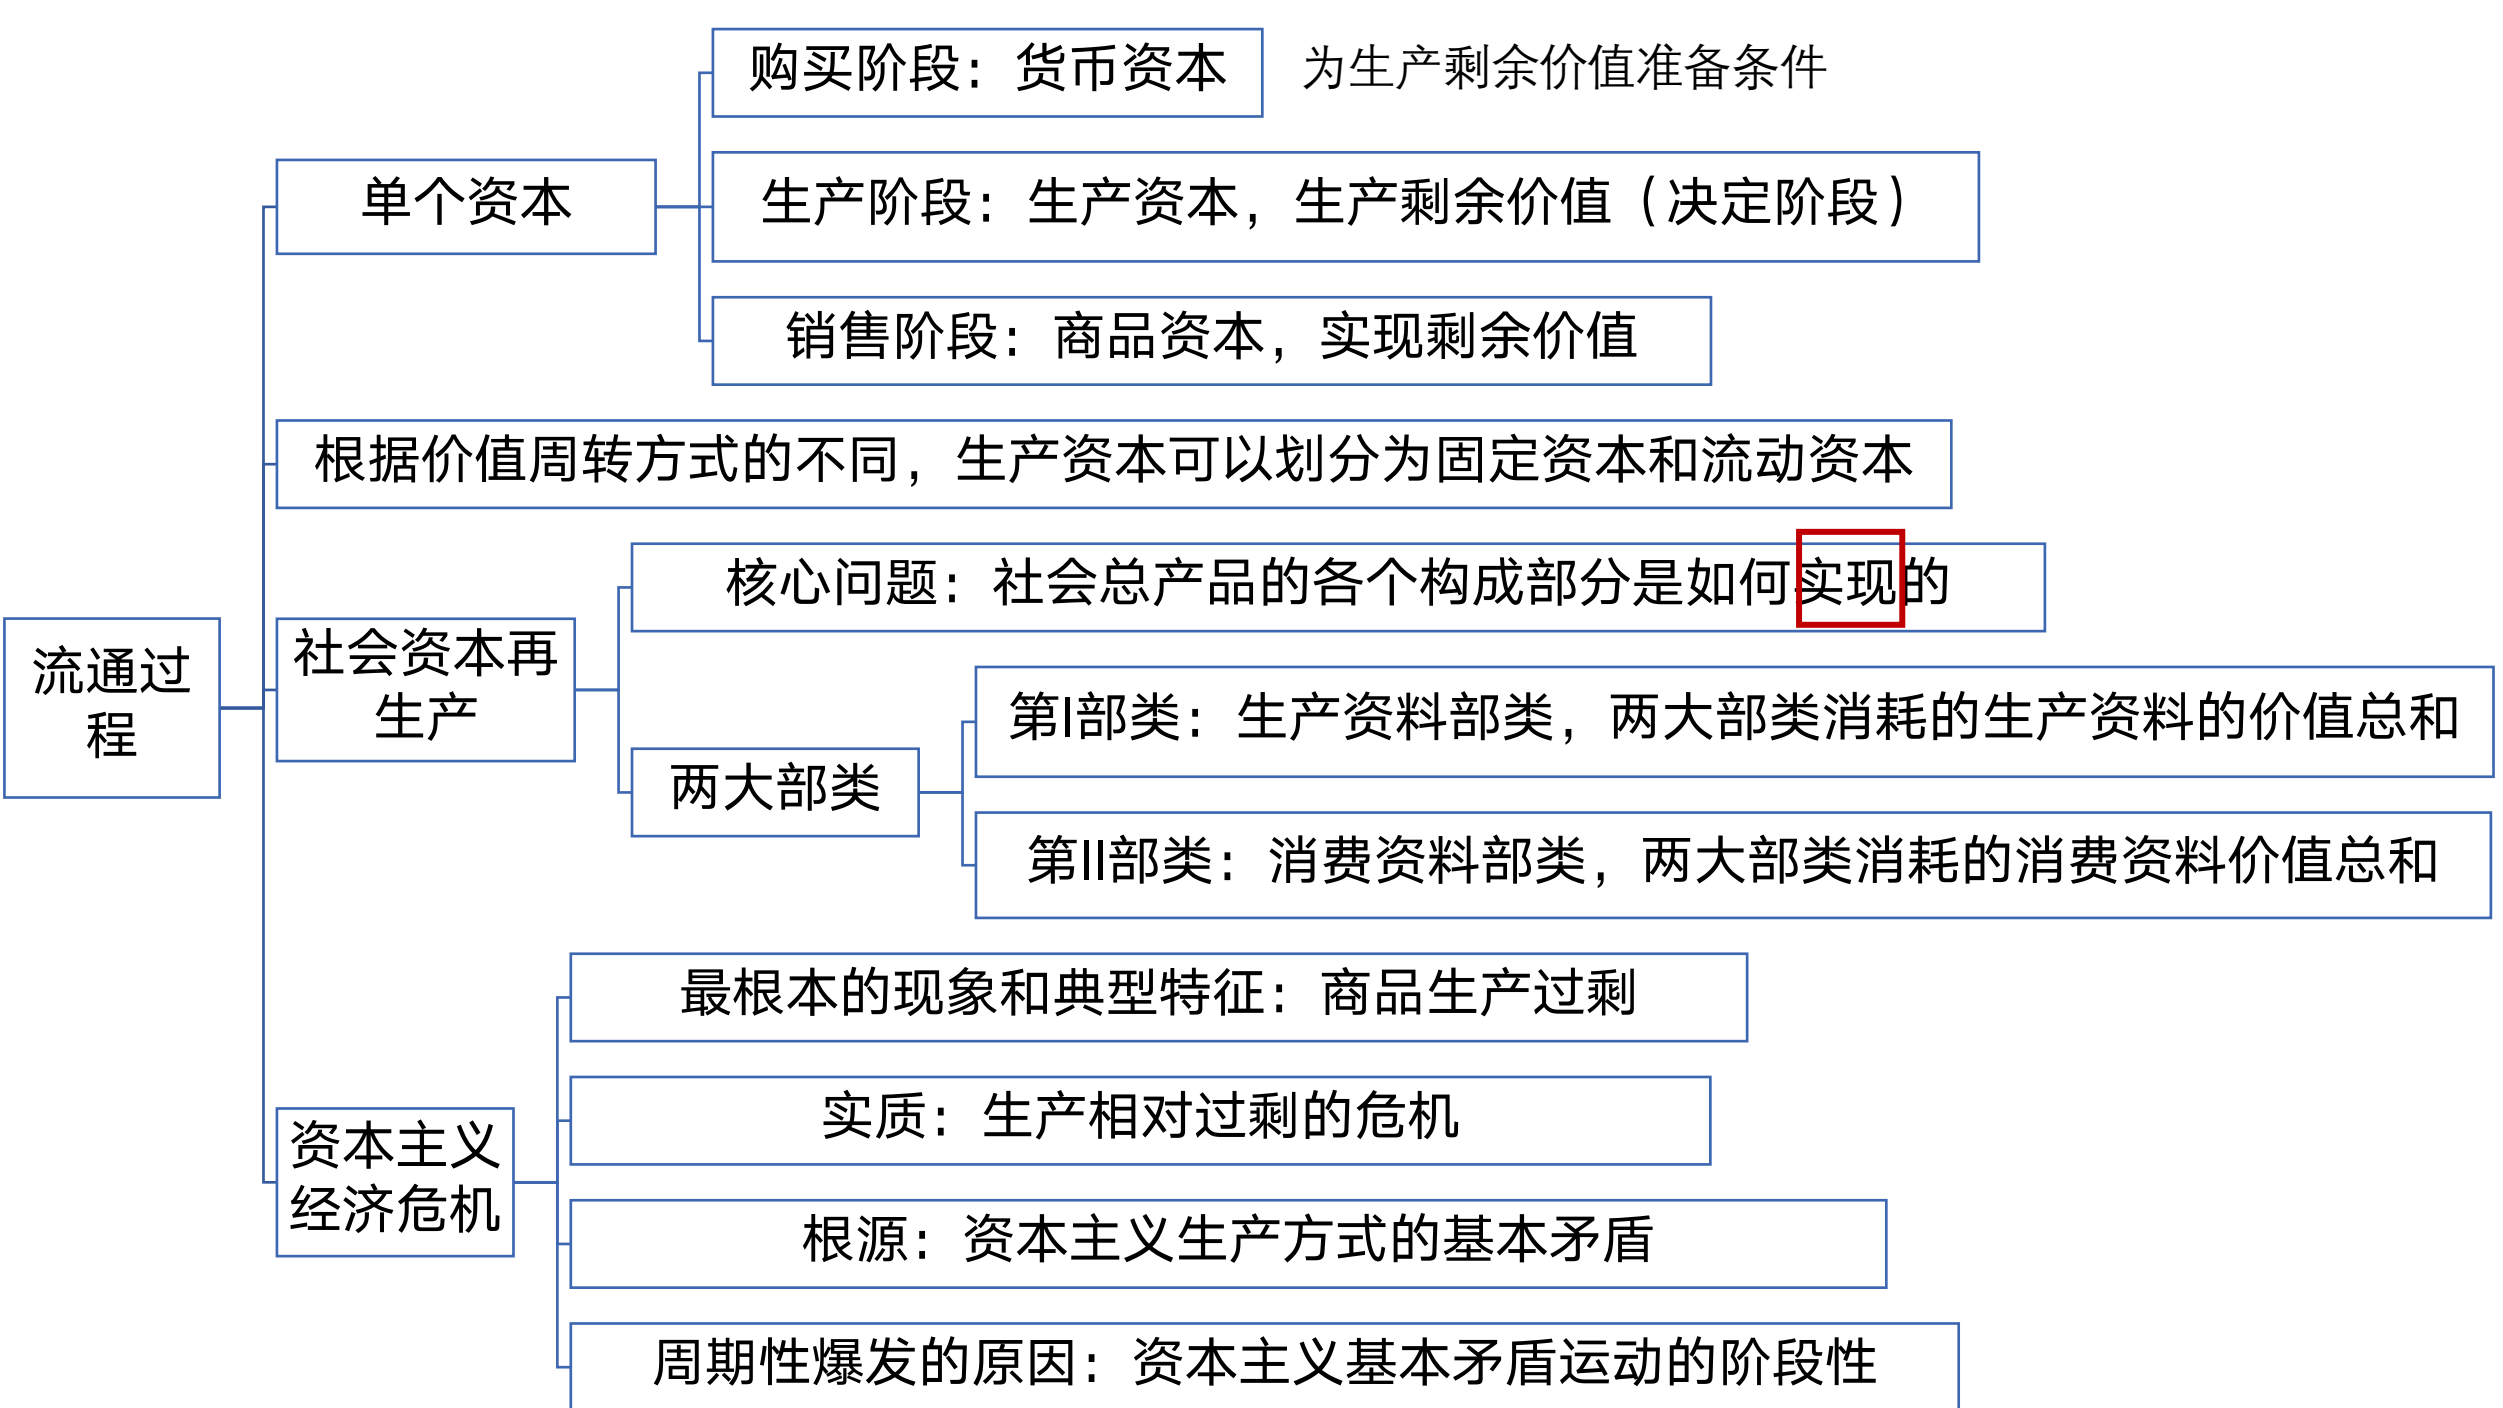 购买阶段：货币资本
为生产剩余价值准备条件
单个资本
生产阶段：生产资本，生产剩余价值（决定阶段）
销售阶段：商品资本，实现剩余价值
根据价值周转方式的不同，生产资本可以划分为固定资本和流动资本
核心问题：社会总产品的各个构成部分是如何实现的
流通过
程
社会资本再
生产
第I部类：生产资料部类，两大部类消耗的生产资料价值总和
两大部类
第II部类：消费资料部类，两大部类消耗的消费资料价值总和
最根本的现象和典型特征：商品生产过剩
实质：生产相对过剩的危机
资本主义
经济危机
根源：资本主义生产方式的基本矛盾
周期性爆发的原因：资本主义基本矛盾运动的阶段性